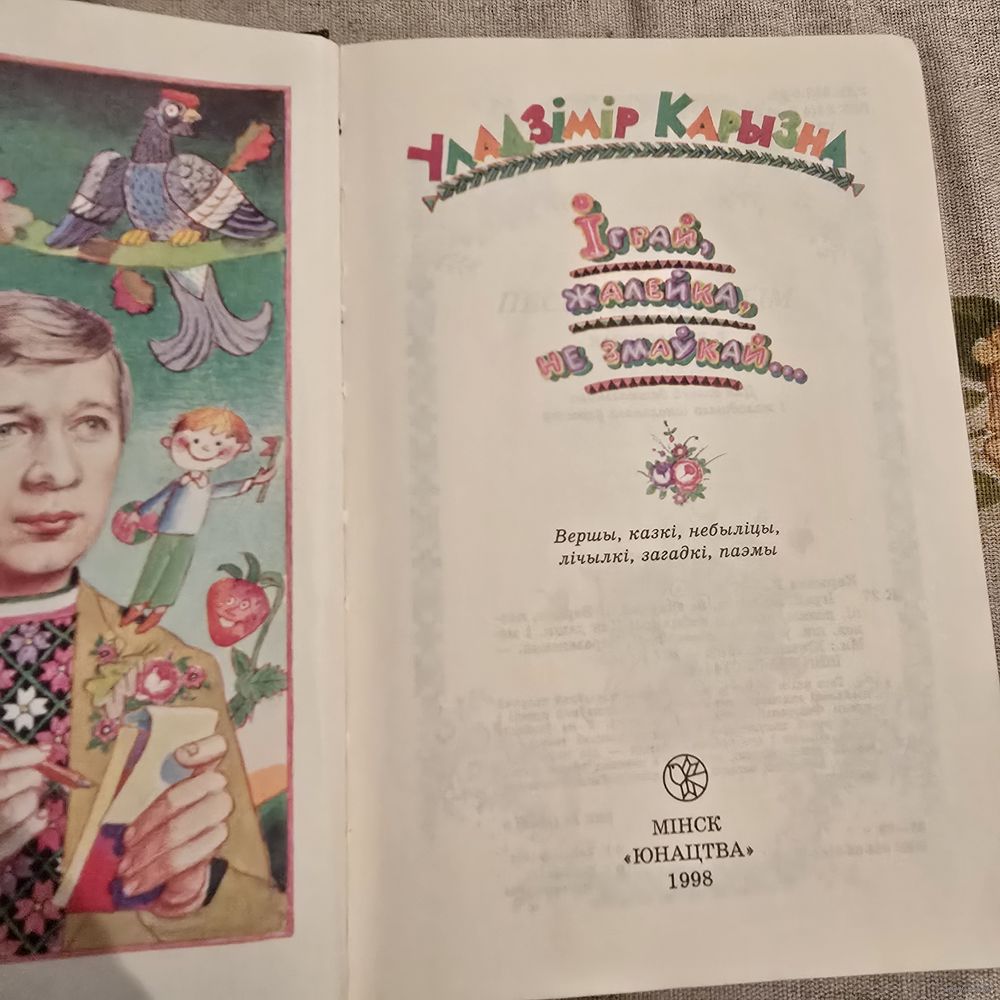 Уладзімір Карызна
Іграй,
жалейка,
не змаўкай...
Вершы, казкі, небыліцы,
лічылкі, загадкі, паэмы
МІНСК
«ЮНАЦТВА»
1998